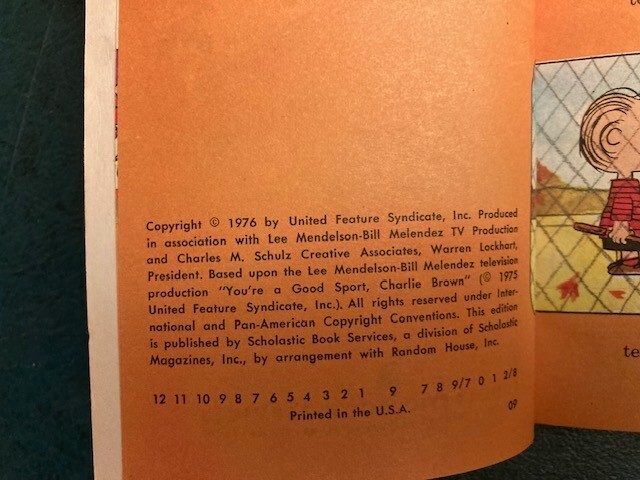 Copyright © 1976 by United Feature Syndicate, Inc. Produced
in association with Lee Mendelson-Bill Melendez TV Production
and Charles M. Schulz Creative Associates, Warren Lockhart,
President. Based upon the Lee Mendelson-Bill Melendez television
production "You're a Good Sport, Charlie Brown" (© 1975
United Feature Syndicate, Inc.). All rights reserved under Inter-
national and Pan-American Copyright Conventions. This edition
is published by Scholastic Book Services, a division of Scholastic
Magazines, Inc., by arrangement with Random House, Inc.
12 11 10 9 8 7 6 5 4 3 2 1 9 7 8 9/7 0 1 2/8
Printed in the U.S.A. 09
te